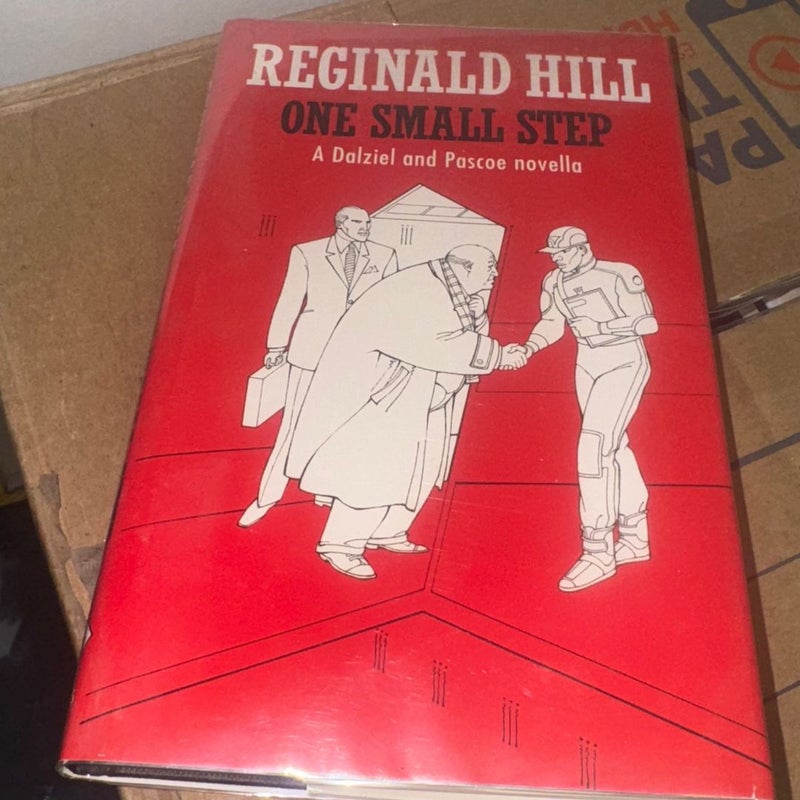 REGINALD HILL
ONE SMALL STEP
A Dalziel and Pascoe novella